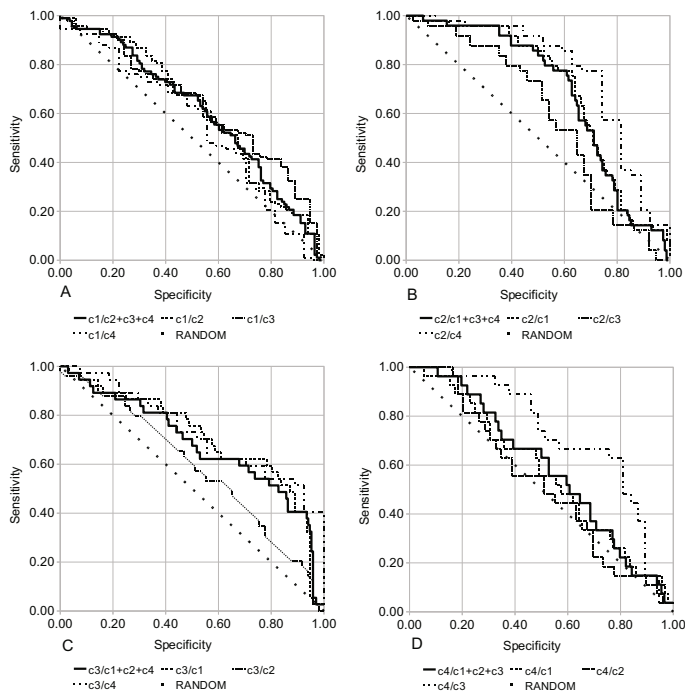 1.00
0.80
0.60
0.40
0.20
0.00
Sensitivity
0.00 0.20 0.40 0.60 0.80 1.00
A
Specificity
c1/c2+c3+c4 c1/c2 c1/c3
c1/c4 RANDOM
1.00
0.80
0.60
0.40
0.20
0.00
Sensitivity
0.00 0.20 0.40 0.60 0.80 1.00
B
Specificity
c2/c1+c3+c4 c2/c1 c2/c3
c2/c4 RANDOM
1.00
0.80
0.60
0.40
0.20
0.00
Sensitivity
0.00 0.20 0.40 0.60 0.80 1.00
C
Specificity
c3/c1+c2+c4 c3/c1 c3/c2
c3/c4 RANDOM
1.00
0.80
0.60
0.40
0.20
0.00
Sensitivity
0.00 0.20 0.40 0.60 0.80 1.00
D
Specificity
c4/c1+c2+c3 c4/c1 c4/c2
c4/c3 RANDOM